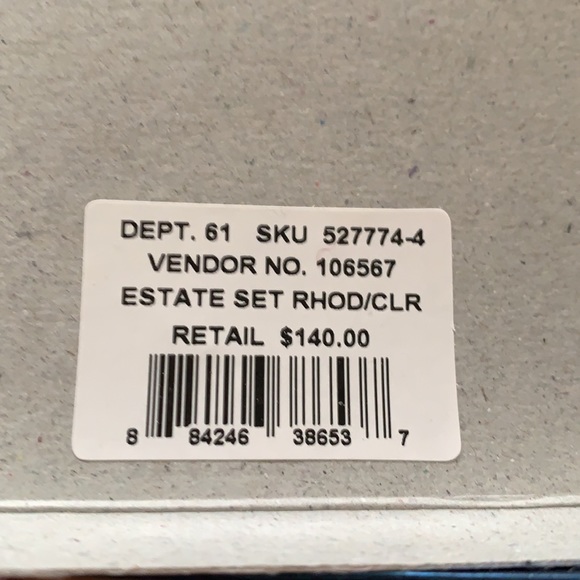 DEPT. 61 SKU 527774-4
VENDOR NO. 106567
ESTATE SET RHOD/CLR
RETAIL $140.00
8 84246 38653 7